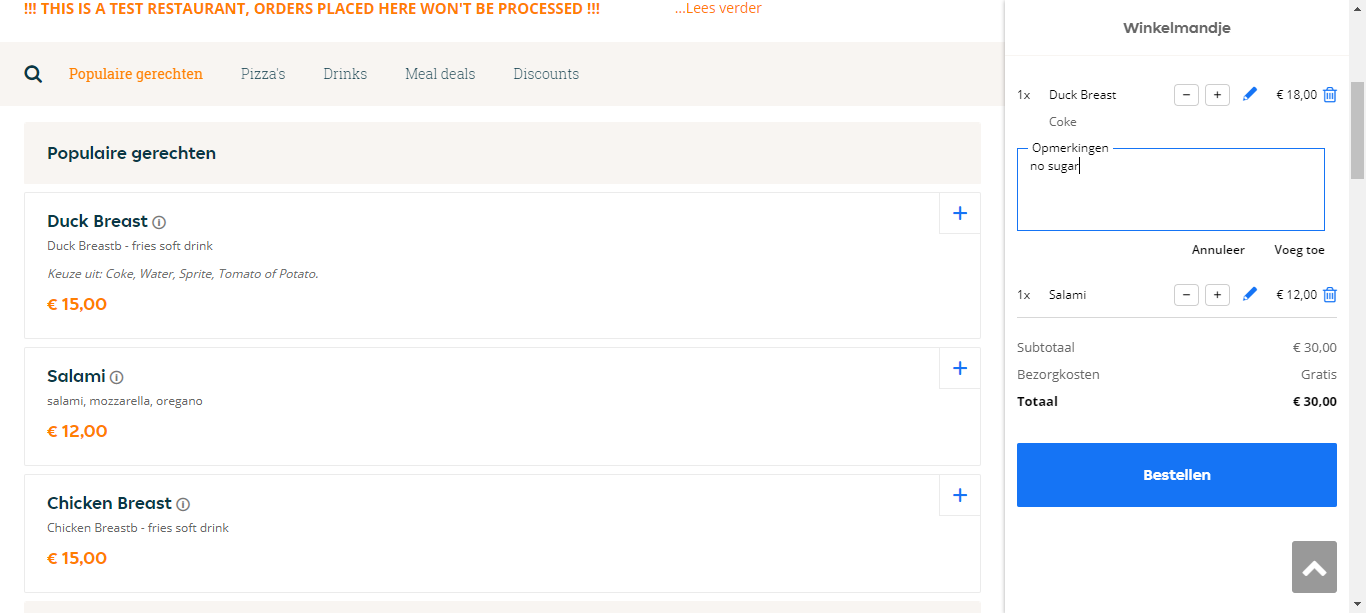 !!! THIS IS A TEST RESTAURANT, ORDERS PLACED HERE WON'T BE PROCESSED !!!
...Lees verder
Populaire gerechten
Pizza's
Drinks
Meal deals
Discounts
Populaire gerechten
Duck Breast
Duck Breastb - fries soft drink
Keuze uit: Coke, Water, Sprite, Tomato of Potato.
€ 15,00
+
Salami
salami, mozzarella, oregano
€ 12,00
+
Chicken Breast
Chicken Breastb - fries soft drink
€ 15,00
+
Winkelmandje
1x Duck Breast − + € 18,00
Coke
Opmerkingen
no sugar
Annuleer Voeg toe
1x Salami − + € 12,00
Subtotaal € 30,00
Bezorgkosten Gratis
Totaal € 30,00
Bestellen